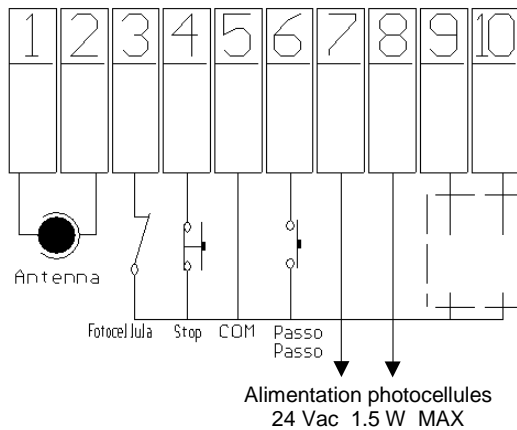 1 2 3 4 5 6 7 8 9 10
Antenna
Fotocellula Stop COM Passo
Passo
Alimentation photocellules
24 Vac 1.5 W MAX